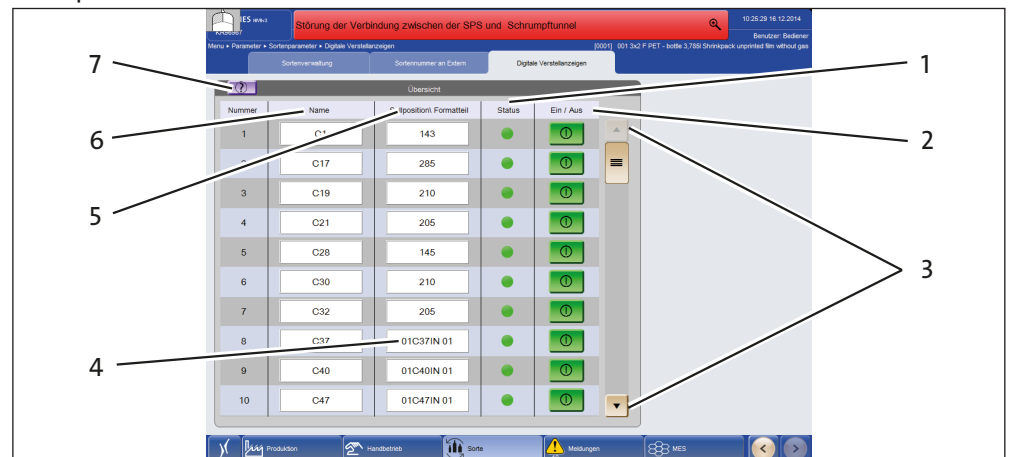 Störung der Verbindung zwischen der SPS und Schrumpftunnel
10:25:29 16.12.2014
Benutzer: Bediener
Menu ▸ Parameter ▸ Sortenparameter ▸ Digitale Verstellanzeigen
[0001] 001 3x2 F PET - bottle 3,785l Shrinkpack unprinted film without gas
Sortenverwaltung Sortennummer an Extern Digitale Verstellanzeigen
7
?
Übersicht
1
Nummer Name Sollposition\ Formatteil Status Ein / Aus
6
2
1 C1 143
2 C17 285
3 C19 210
5
4 C21 205
5 C28 145
3
6 C30 210
7 C32 205
8 C37 01C37IN 01
4
9 C40 01C40IN 01
10 C47 01C47IN 01
Produktion Handbetrieb Sorte Meldungen MES